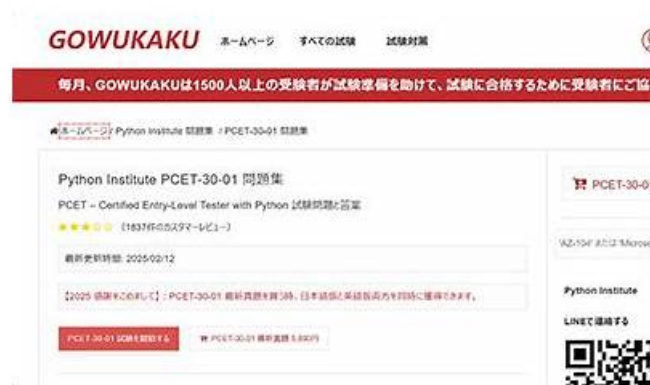 GOWUKAKU ホームページ すべての試験 試験対策
毎月、GOWUKAKUは1500人以上の受験者が試験準備を助けて、試験に合格するために受験者にご協
ホームページ / Python Institute 問題集 / PCET-30-01 問題集
Python Institute PCET-30-01 問題集
PCET – Certified Entry-Level Tester with Python 試験問題と答案
(1637件のカスタマーレビュー)
最新更新時間: 2025/02/12
【2025 感謝をこめまして】：PCET-30-01 最新真題を買う時、日本語版と英語版両方を同時に獲得できます。
PCET-30-01 試験を開始する
PCET-30-01 最新真題 5,890円
PCET-30-0
"AZ-104" または "Microso
Python Institute
LINEで連絡する